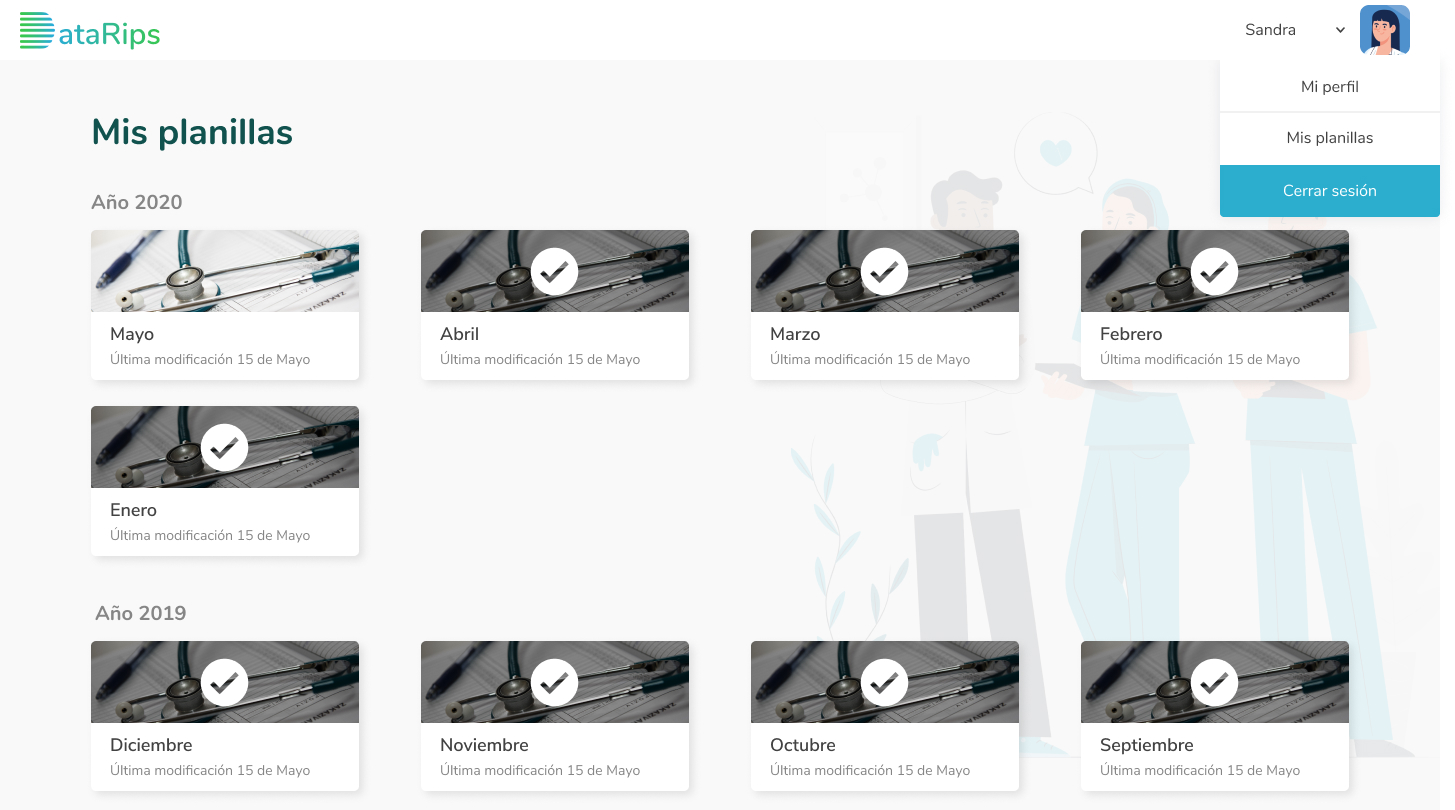 ataRips
Sandra
Mi perfil
Mis planillas
Cerrar sesión
Mis planillas
Año 2020
Mayo
Última modificación 15 de Mayo
Abril
Última modificación 15 de Mayo
Marzo
Última modificación 15 de Mayo
Febrero
Última modificación 15 de Mayo
Enero
Última modificación 15 de Mayo
Año 2019
Diciembre
Última modificación 15 de Mayo
Noviembre
Última modificación 15 de Mayo
Octubre
Última modificación 15 de Mayo
Septiembre
Última modificación 15 de Mayo